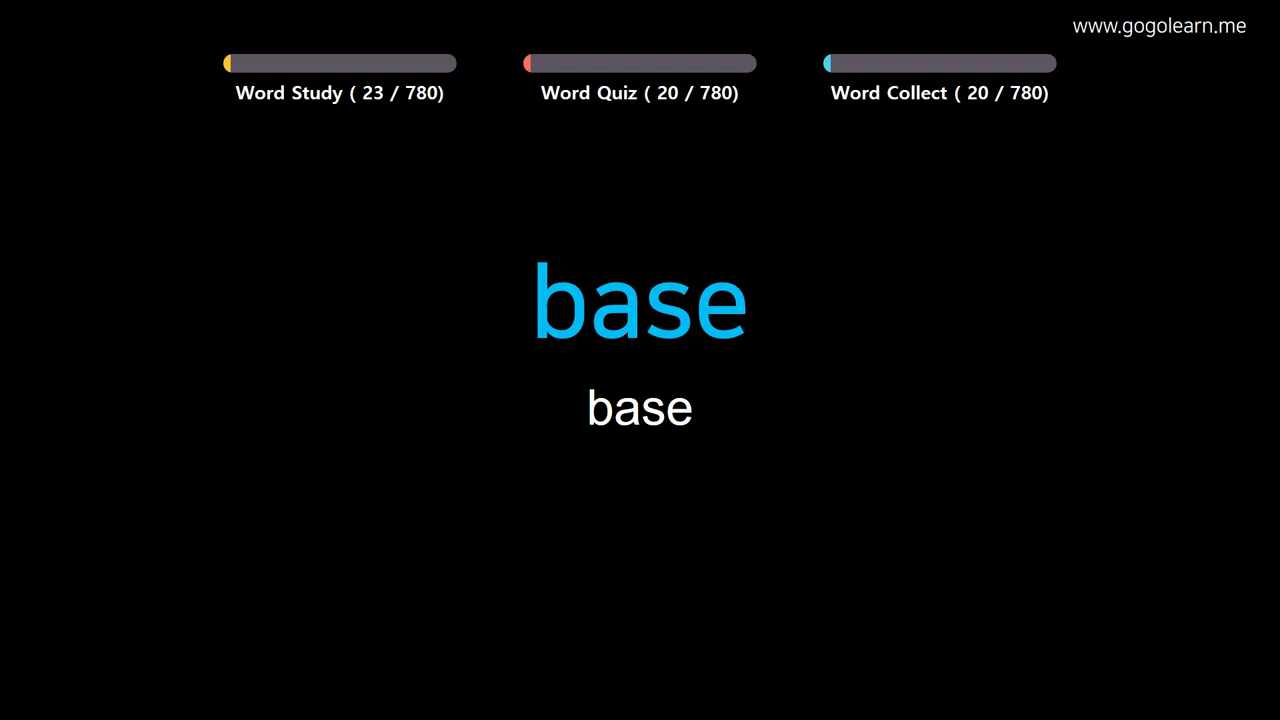 www.gogolearn.me
Word Study ( 23 / 780)
Word Quiz ( 20 / 780)
Word Collect ( 20 / 780)
base
base